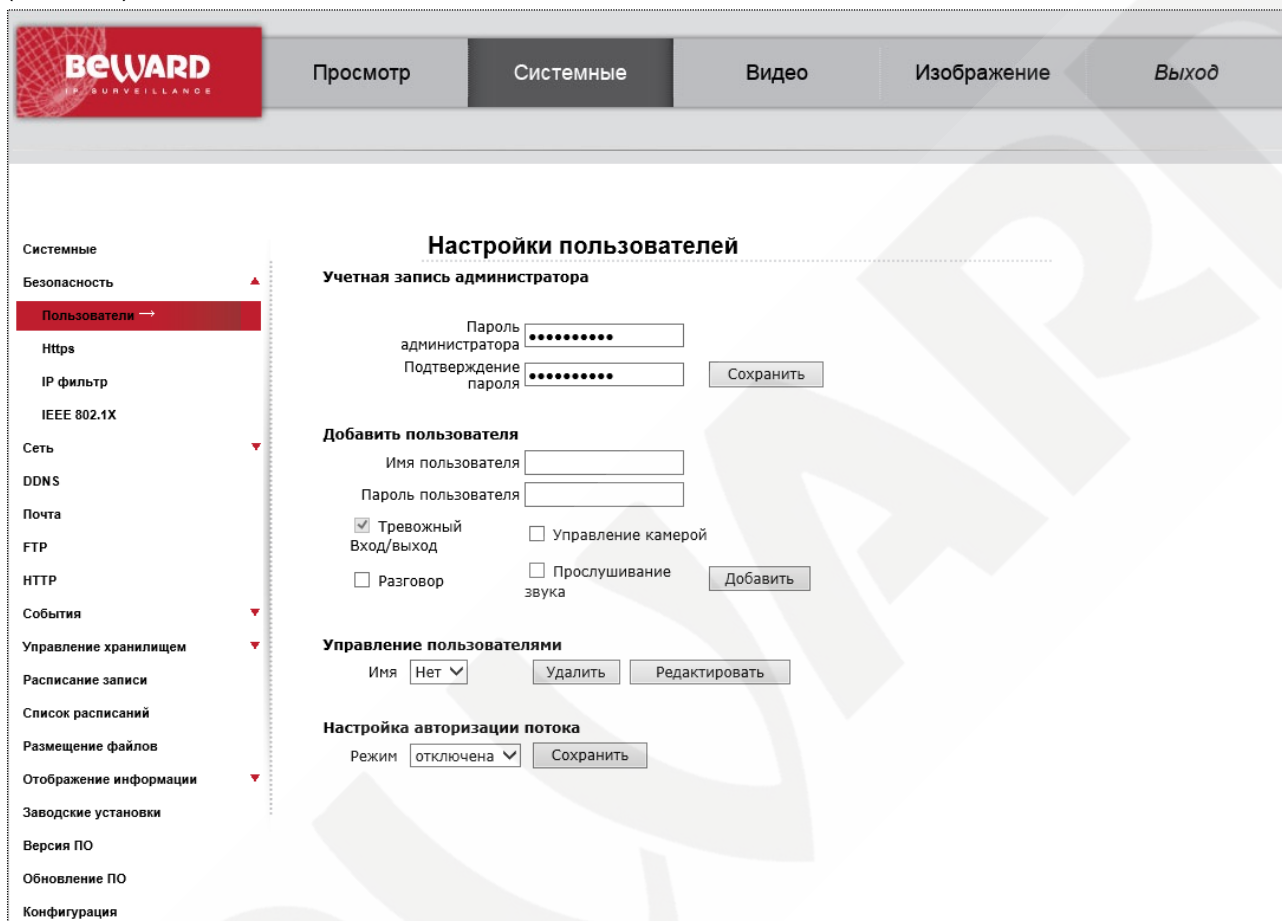 BEWARD
IP SURVEILLANCE
Просмотр
Системные
Видео
Изображение
Выход
Системные
Безопасность
Пользователи →
Https
IP фильтр
IEEE 802.1X
Сеть
DDNS
Почта
FTP
HTTP
События
Управление хранилищем
Расписание записи
Список расписаний
Размещение файлов
Отображение информации
Заводские установки
Версия ПО
Обновление ПО
Конфигурация
Настройки пользователей
Учетная запись администратора
Пароль
администратора ••••••••••
Подтверждение
пароля •••••••••• Сохранить
Добавить пользователя
Имя пользователя
Пароль пользователя
Тревожный
Вход/выход
Управление камерой
Разговор
Прослушивание
звука
Добавить
Управление пользователями
Имя Нет Удалить Редактировать
Настройка авторизации потока
Режим отключена Сохранить